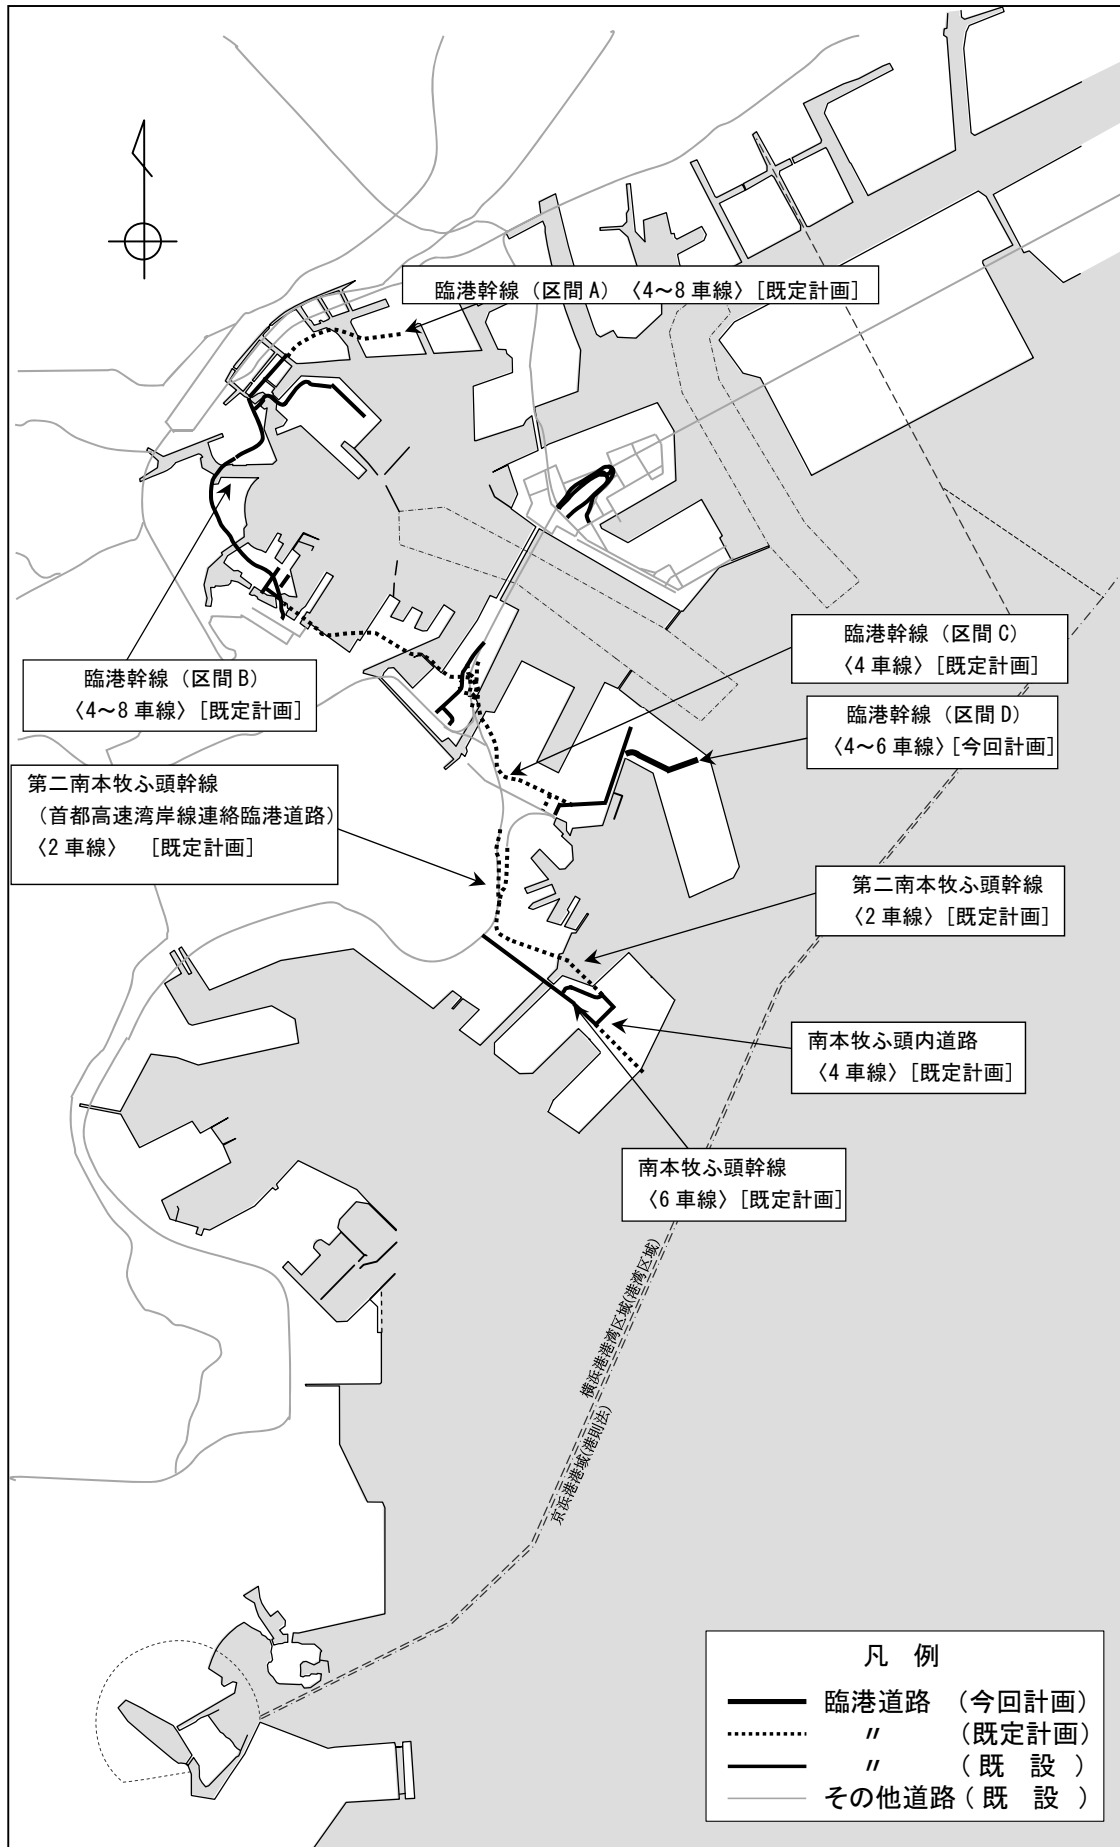 臨港幹線（区間A）〈4～8車線〉［既定計画］
臨港幹線（区間C）
〈4車線〉［既定計画］
臨港幹線（区間B）
〈4～8車線〉［既定計画］
臨港幹線（区間D）
〈4～6車線〉［今回計画］
第二南本牧ふ頭幹線
（首都高速湾岸線連絡臨港道路）
〈2車線〉　［既定計画］
第二南本牧ふ頭幹線
〈2車線〉［既定計画］
南本牧ふ頭内道路
〈4車線〉［既定計画］
南本牧ふ頭幹線
〈6車線〉［既定計画］
横浜港港湾区域(港湾区域)
京浜港港域(港則法)
凡　例
臨港道路　（今回計画）
〃　（既定計画）
〃　（既　設　）
その他道路（既　設　）